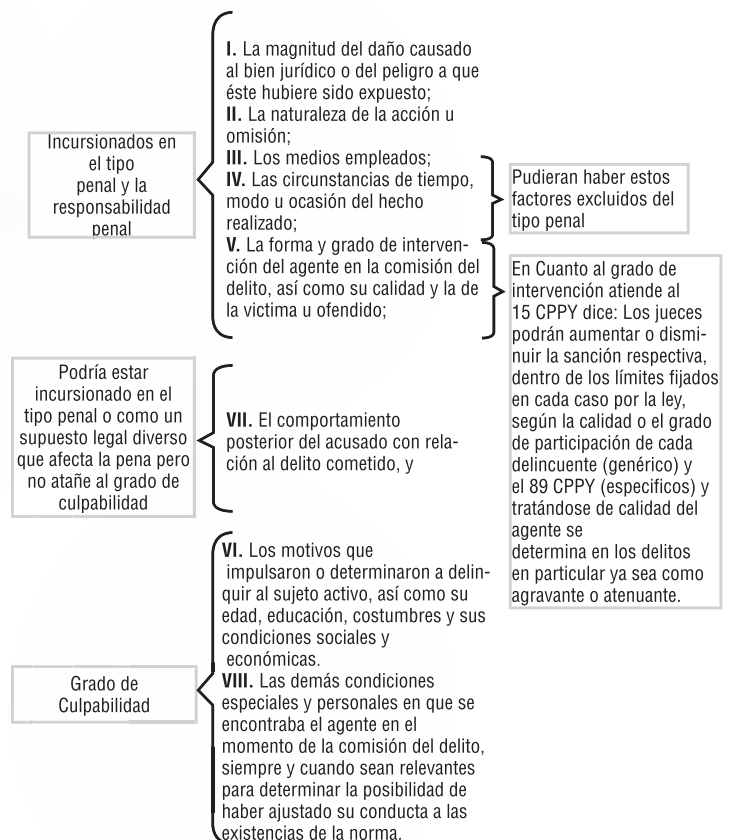 Incursionados en
el tipo
penal y la
responsabilidad
penal
I. La magnitud del daño causado
al bien jurídico o del peligro a que
éste hubiere sido expuesto;
II. La naturaleza de la acción u
omisión;
III. Los medios empleados;
IV. Las circunstancias de tiempo,
modo u ocasión del hecho
realizado;
V. La forma y grado de interven-
ción del agente en la comisión del
delito, así como su calidad y la de
la victima u ofendido;
Pudieran haber estos
factores excluidos del
tipo penal
En Cuanto al grado de
intervención atiende al
15 CPPY dice: Los jueces
podrán aumentar o dismi-
nuir la sanción respectiva,
dentro de los límites fijados
en cada caso por la ley,
según la calidad o el grado
de participación de cada
delincuente (genérico) y
el 89 CPPY (especificos) y
tratándose de calidad del
agente se
determina en los delitos
en particular ya sea como
agravante o atenuante.
Podría estar
incursionado en el
tipo penal o como un
supuesto legal diverso
que afecta la pena pero
no atañe al grado de
culpabilidad
VII. El comportamiento
posterior del acusado con rela-
ción al delito cometido, y
Grado de
Culpabilidad
VI. Los motivos que
impulsaron o determinaron a delin-
quir al sujeto activo, así como su
edad, educación, costumbres y sus
condiciones sociales y
económicas.
VIII. Las demás condiciones
especiales y personales en que se
encontraba el agente en el
momento de la comisión del delito,
siempre y cuando sean relevantes
para determinar la posibilidad de
haber ajustado su conducta a las
existencias de la norma.